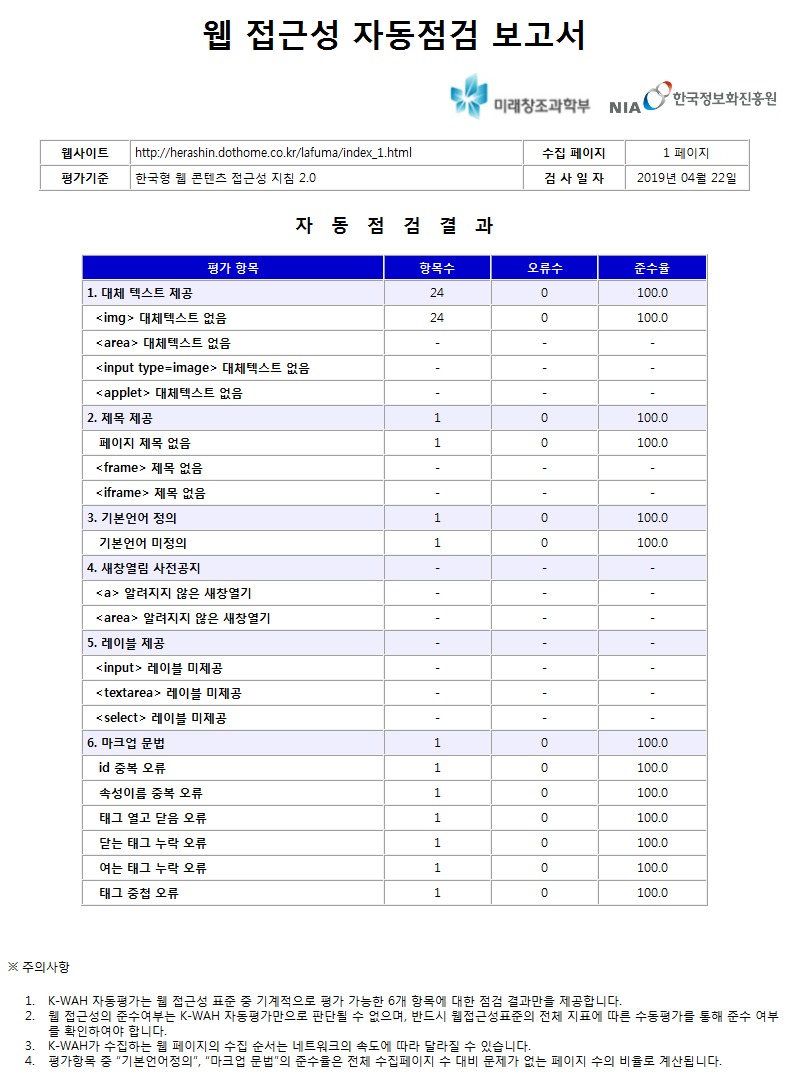 웹 접근성 자동점검 보고서
미래창조과학부 NIA 한국정보화진흥원
웹사이트 http://herashin.dothome.co.kr/lafuma/index_1.html 수집 페이지 1 페이지
평가기준 한국형 웹 콘텐츠 접근성 지침 2.0 검 사 일 자 2019년 04월 22일
자 동 점 검 결 과
평가 항목 항목수 오류수 준수율
1. 대체 텍스트 제공 24 0 100.0
<img> 대체텍스트 없음 24 0 100.0
<area> 대체텍스트 없음 - - -
<input type=image> 대체텍스트 없음 - - -
<applet> 대체텍스트 없음 - - -
2. 제목 제공 1 0 100.0
페이지 제목 없음 1 0 100.0
<frame> 제목 없음 - - -
<iframe> 제목 없음 - - -
3. 기본언어 정의 1 0 100.0
기본언어 미정의 1 0 100.0
4. 새창열림 사전공지 - - -
<a> 알려지지 않은 새창열기 - - -
<area> 알려지지 않은 새창열기 - - -
5. 레이블 제공 - - -
<input> 레이블 미제공 - - -
<textarea> 레이블 미제공 - - -
<select> 레이블 미제공 - - -
6. 마크업 문법 1 0 100.0
id 중복 오류 1 0 100.0
속성이름 중복 오류 1 0 100.0
태그 열고 닫음 오류 1 0 100.0
닫는 태그 누락 오류 1 0 100.0
여는 태그 누락 오류 1 0 100.0
태그 중첩 오류 1 0 100.0
※ 주의사항
1. K-WAH 자동평가는 웹 접근성 표준 중 기계적으로 평가 가능한 6개 항목에 대한 점검 결과만을 제공합니다.
2. 웹 접근성의 준수여부는 K-WAH 자동평가만으로 판단될 수 없으며, 반드시 웹접근성표준의 전체 지표에 따른 수동평가를 통해 준수 여부
를 확인하여야 합니다.
3. K-WAH가 수집하는 웹 페이지의 수집 순서는 네트워크의 속도에 따라 달라질 수 있습니다.
4. 평가항목 중 “기본언어정의”, “마크업 문법”의 준수율은 전체 수집페이지 수 대비 문제가 없는 페이지 수의 비율로 계산됩니다.